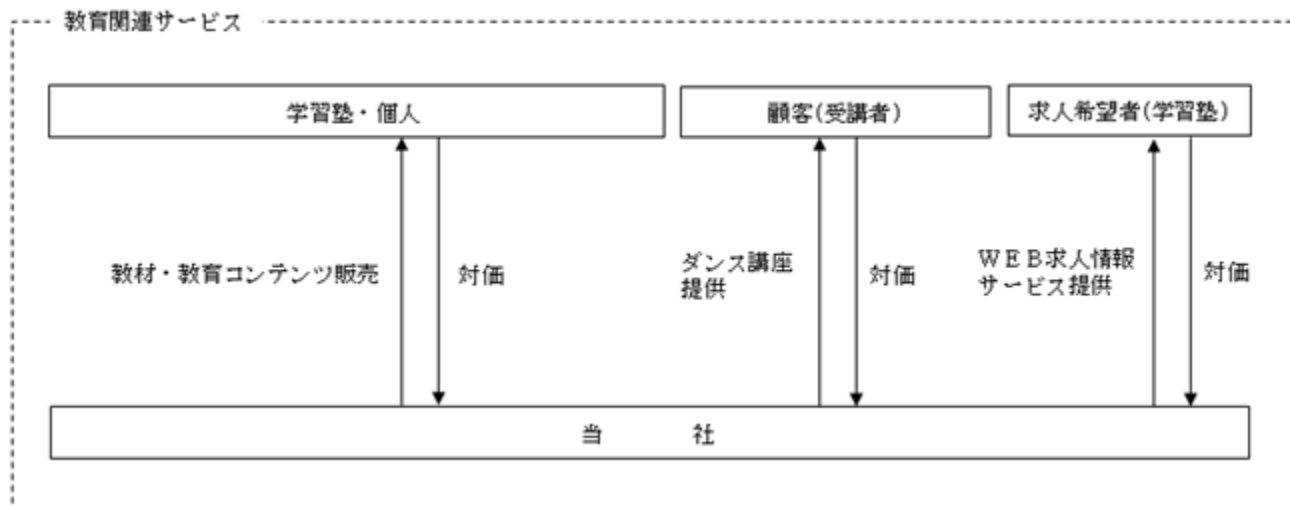 教育関連サービス
学習塾・個人
顧客(受講者)
求人希望者(学習塾)
教材・教育コンテンツ販売
対価
ダンス講座
提供
対価
ＷＥＢ求人情報
サービス提供
対価
当　　　社